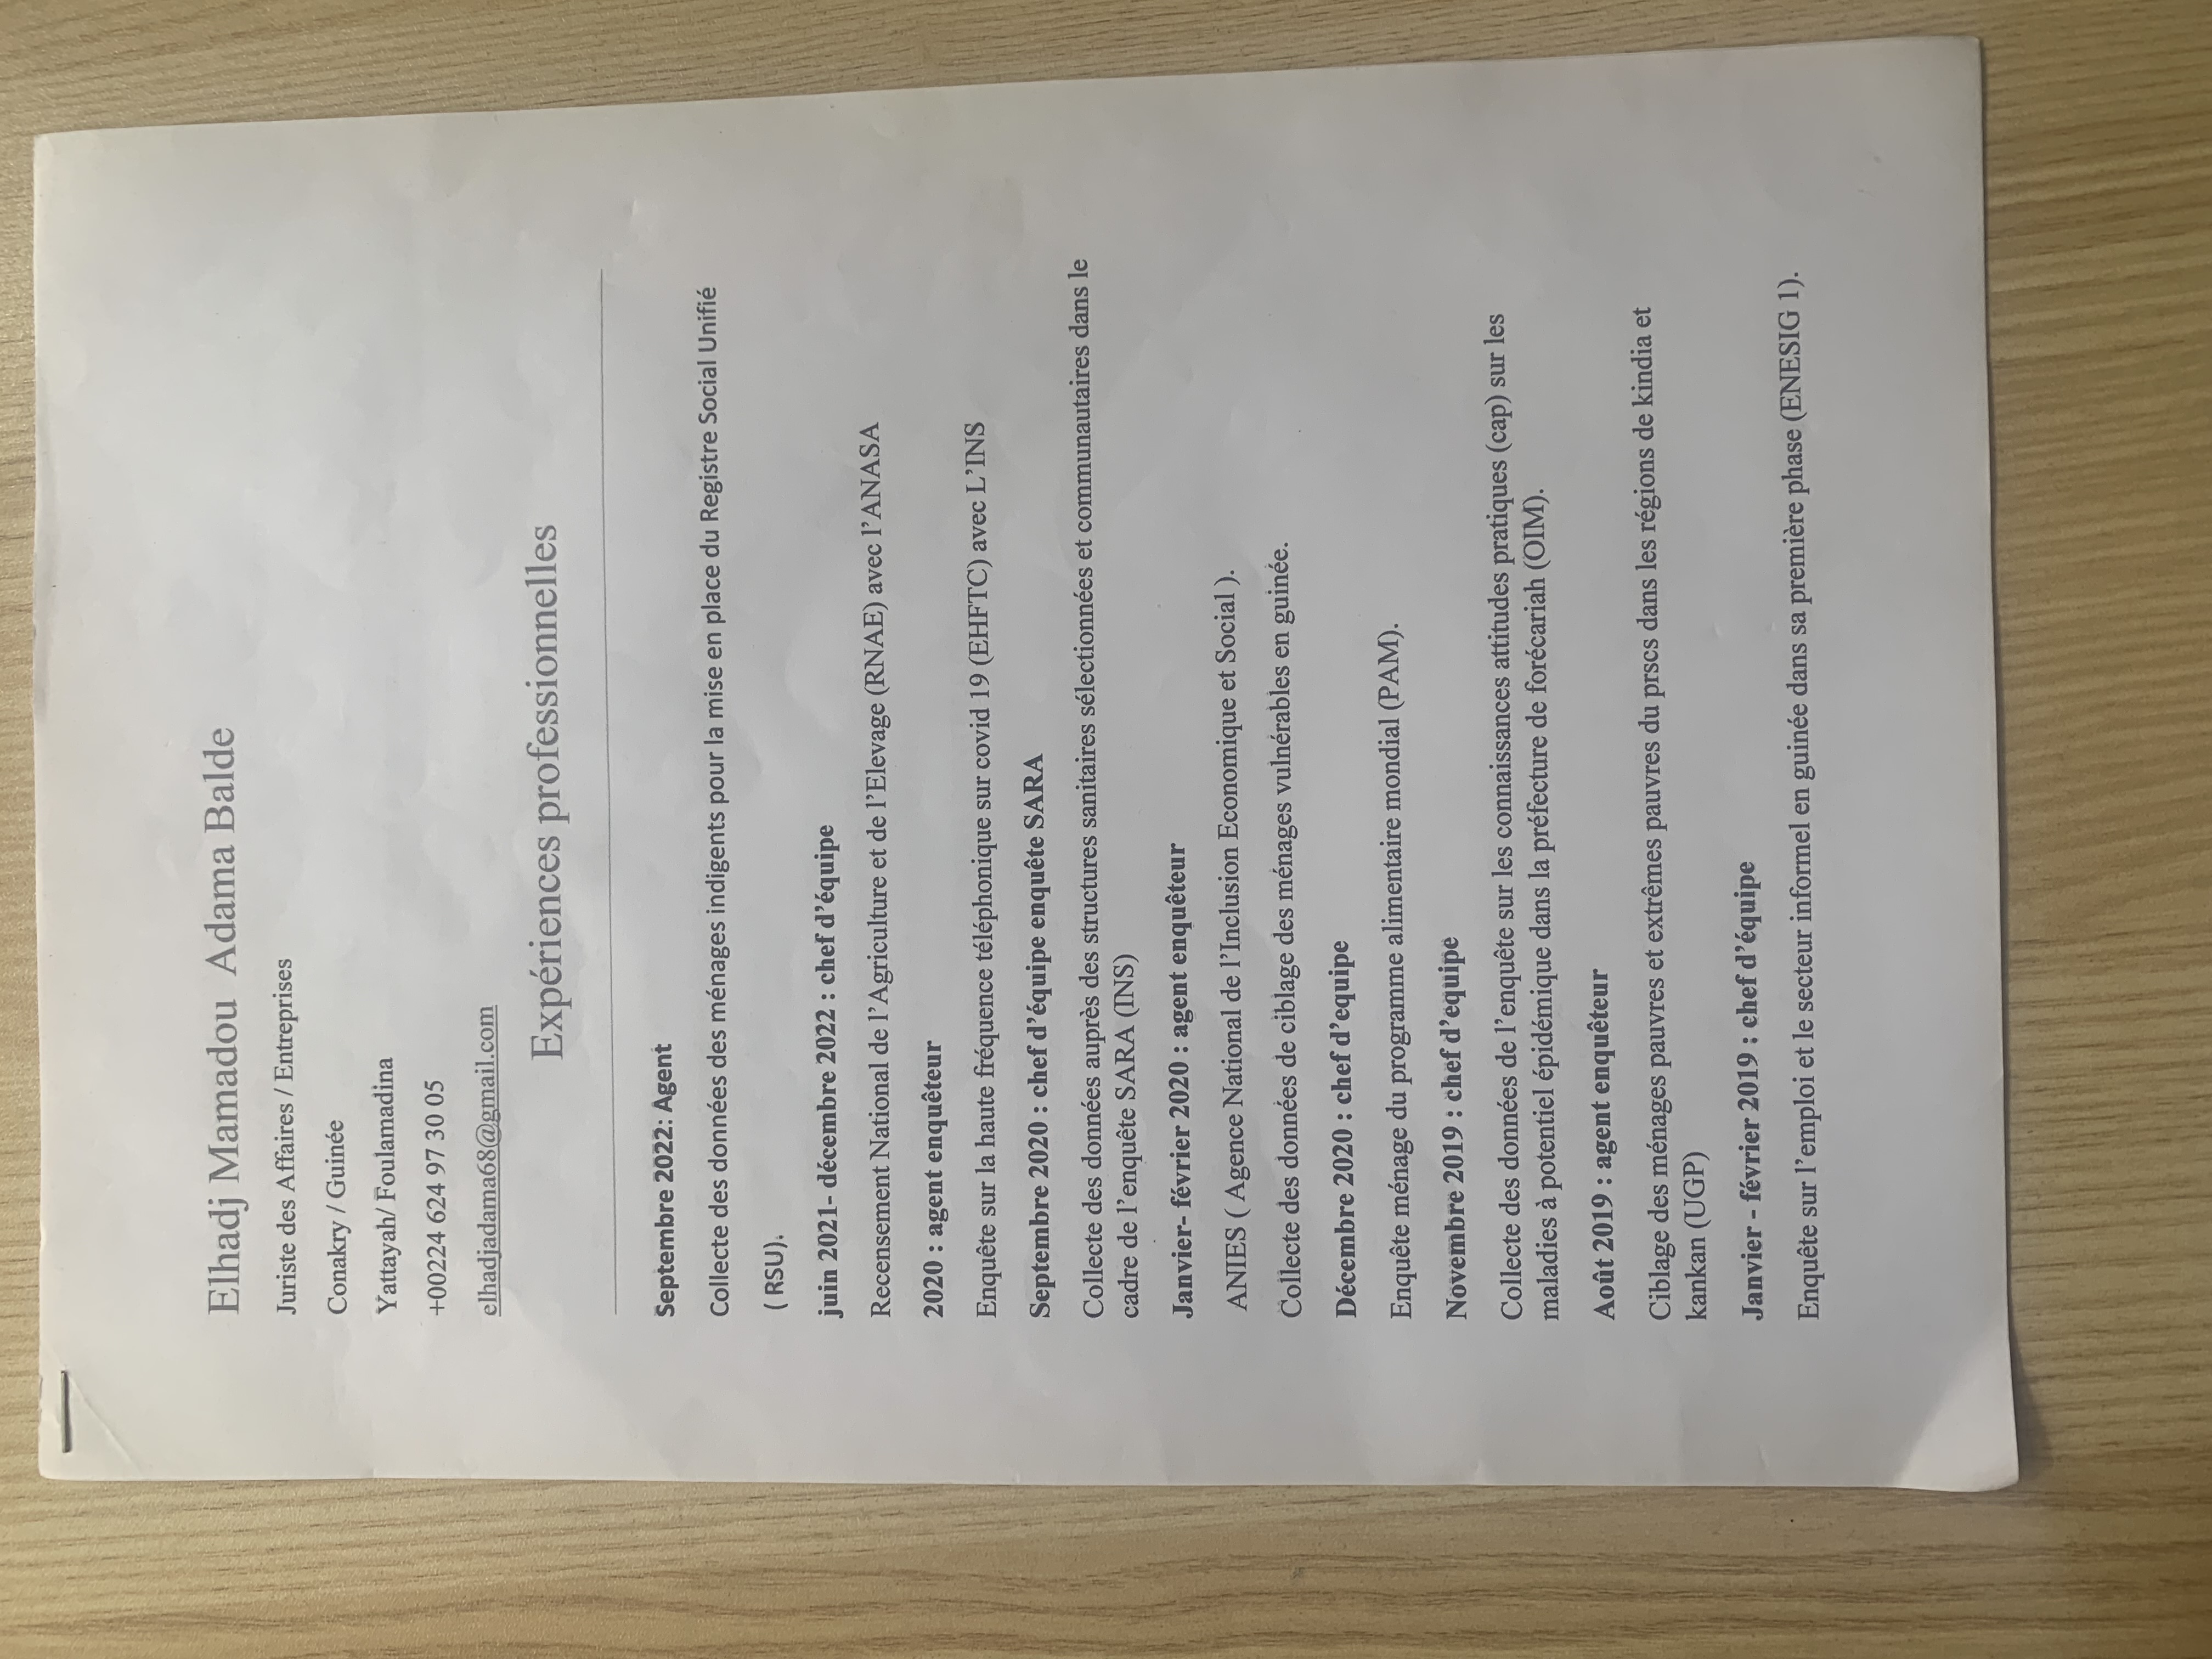 Elhadj Mamadou  Adama Balde
Juriste des Affaires / Entreprises
Conakry / Guinée
Yattayah/ Foulamadina
+00224 624 97 30 05
elhadjadama68@gmail.com
Expériences professionnelles
Septembre 2022: Agent
Collecte des données des ménages indigents pour la mise en place du Registre Social Unifié
( RSU).
juin 2021- décembre 2022 : chef d’équipe
Recensement National de l’Agriculture et de l’Elevage (RNAE) avec l’ANASA
2020 : agent enquêteur
Enquête sur la haute fréquence téléphonique sur covid 19 (EHFTC) avec L’INS
Septembre 2020 : chef d’équipe enquête SARA
Collecte des données auprès des structures sanitaires sélectionnées et communautaires dans le
cadre de l’enquête SARA (INS)
Janvier- février 2020 : agent enquêteur
ANIES ( Agence National de l’Inclusion Economique et Social ).
Collecte des données de ciblage des ménages vulnérables en guinée.
Décembre 2020 : chef d’equipe
Enquête ménage du programme alimentaire mondial (PAM).
Novembre 2019 : chef d’equipe
Collecte des données de l’enquête sur les connaissances attitudes pratiques (cap) sur les
maladies à potentiel épidémique dans la préfecture de forécariah (OIM).
Août 2019 : agent enquêteur
Ciblage des ménages pauvres et extrêmes pauvres du prscs dans les régions de kindia et
kankan (UGP)
Janvier - février 2019 : chef d’équipe
Enquête sur l’emploi et le secteur informel en guinée dans sa première phase (ENESIG 1).